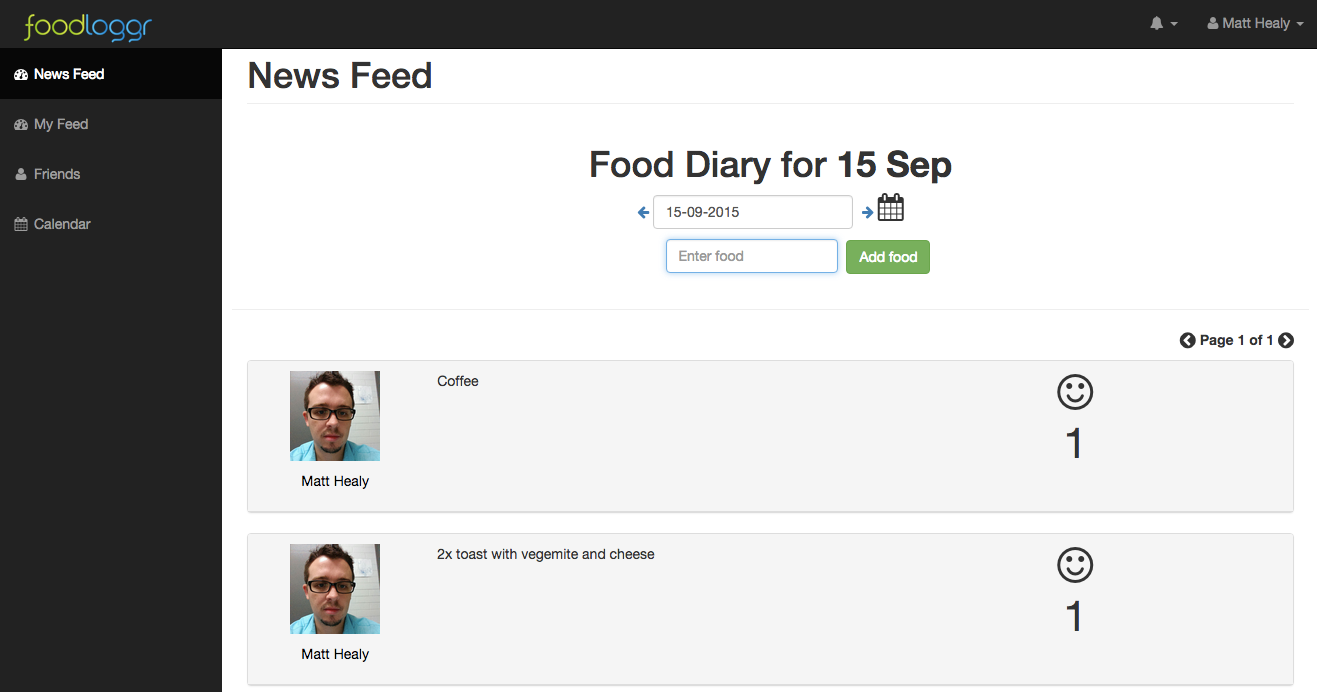 foodloggr
Matt Healy
News Feed
My Feed
Friends
Calendar
News Feed
Food Diary for 15 Sep
15-09-2015
Enter food
Add food
Page 1 of 1
Coffee
1
Matt Healy
2x toast with vegemite and cheese
1
Matt Healy